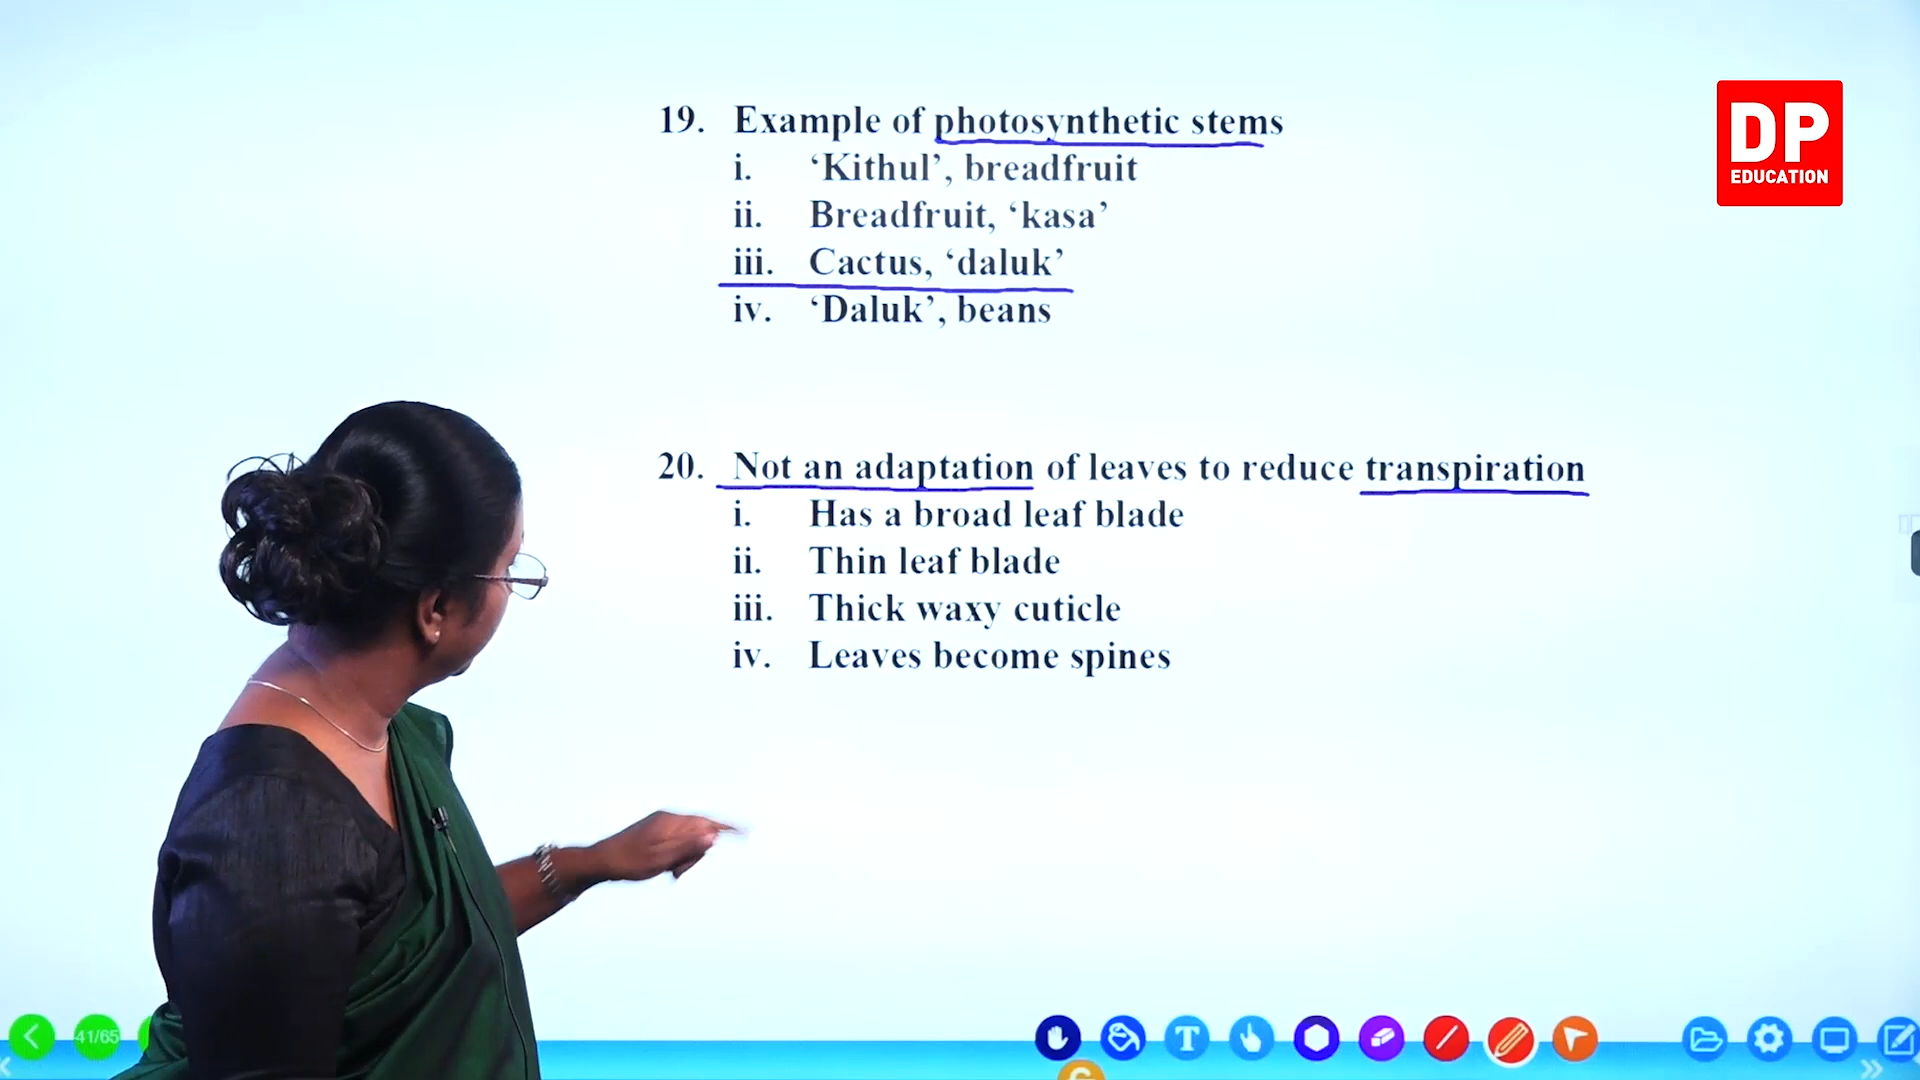 DP
EDUCATION
19. Example of photosynthetic stems
i. ‘Kithul’, breadfruit
ii. Breadfruit, ‘kasa’
iii. Cactus, ‘daluk’
iv. ‘Daluk’, beans
20. Not an adaptation of leaves to reduce transpiration
i. Has a broad leaf blade
ii. Thin leaf blade
iii. Thick waxy cuticle
iv. Leaves become spines
41/65
T